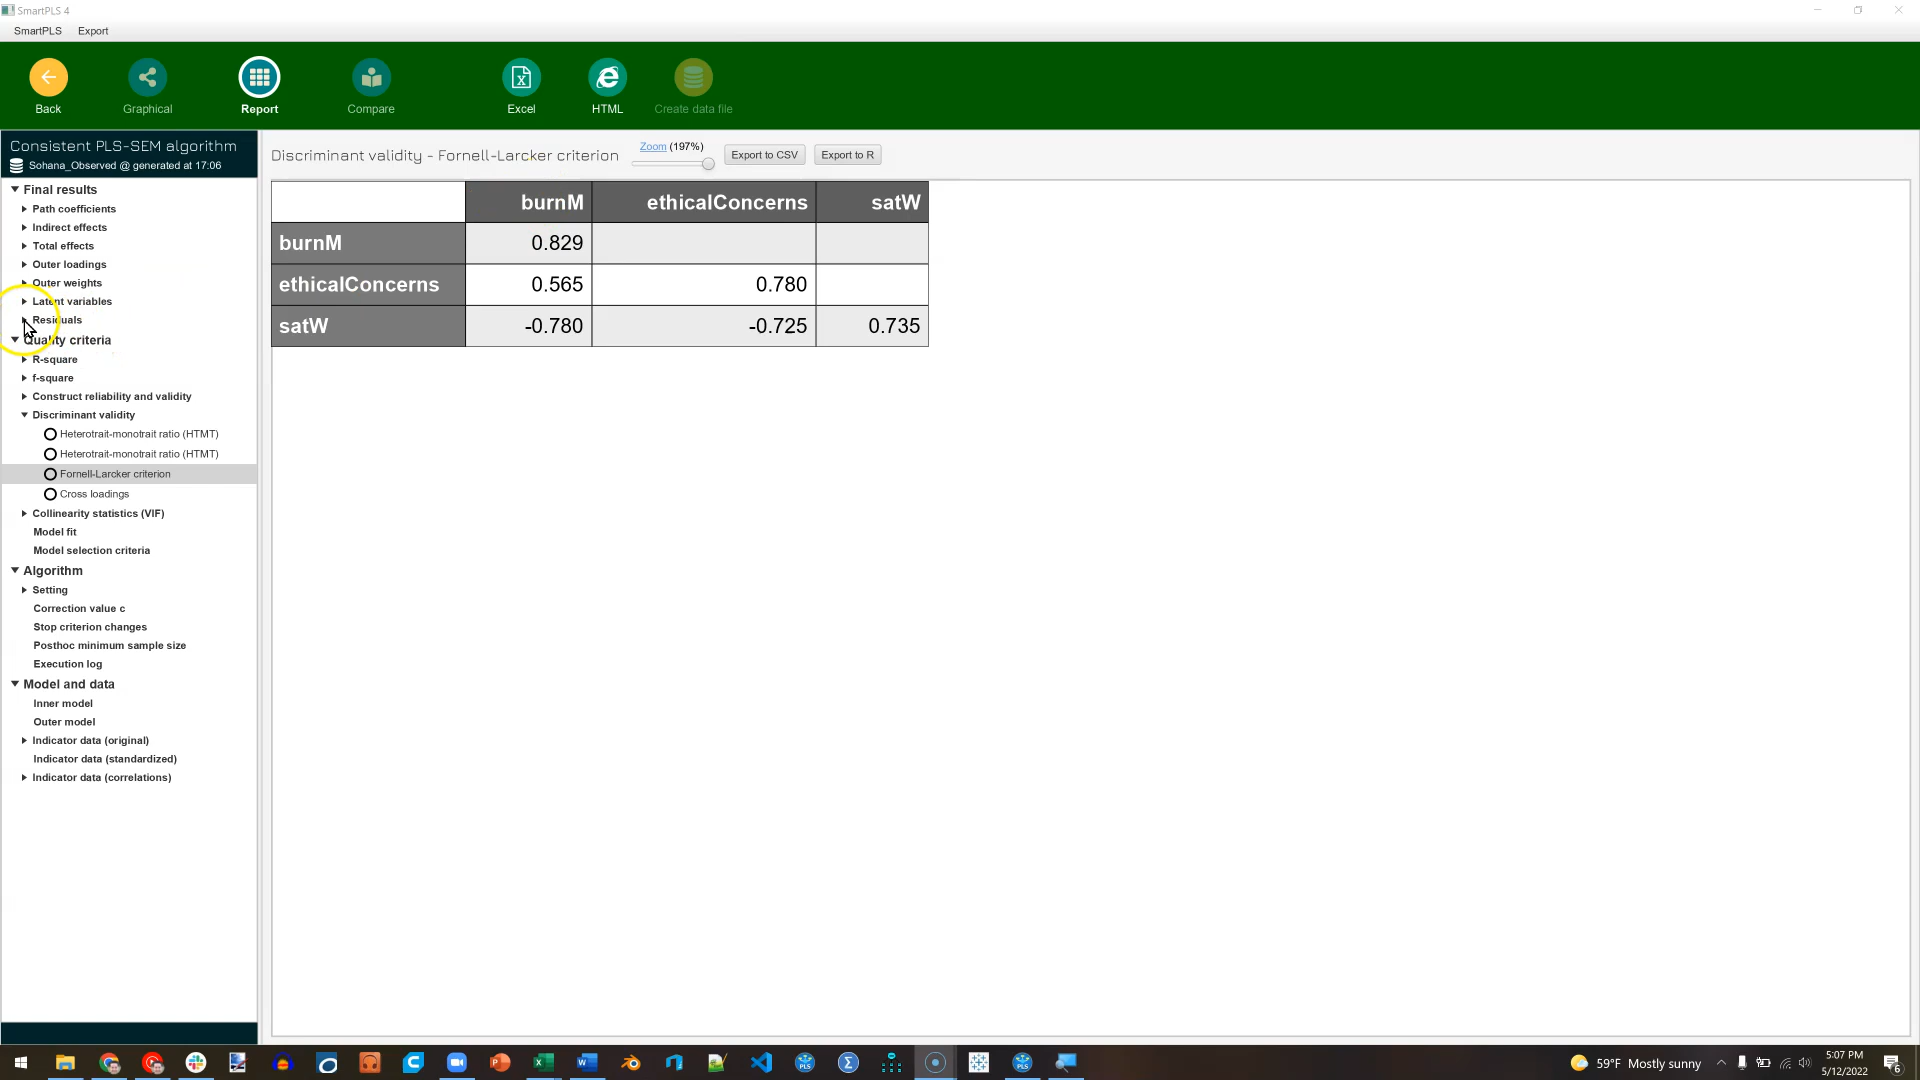 SmartPLS 4
SmartPLS Export
Back Graphical Report Compare Excel HTML Create data file
Consistent PLS-SEM algorithm
Sohana_Observed @ generated at 17:06
Final results
Path coefficients
Indirect effects
Total effects
Outer loadings
Outer weights
Latent variables
Residuals
Quality criteria
R-square
f-square
Construct reliability and validity
Discriminant validity
Heterotrait-monotrait ratio (HTMT)
Heterotrait-monotrait ratio (HTMT)
Fornell-Larcker criterion
Cross loadings
Collinearity statistics (VIF)
Model fit
Model selection criteria
Algorithm
Setting
Correction value c
Stop criterion changes
Posthoc minimum sample size
Execution log
Model and data
Inner model
Outer model
Indicator data (original)
Indicator data (standardized)
Indicator data (correlations)
Discriminant validity - Fornell-Larcker criterion Zoom (197%) Export to CSV Export to R
burnM ethicalConcerns satW
burnM 0.829
ethicalConcerns 0.565 0.780
satW -0.780 -0.725 0.735
59°F Mostly sunny
5:07 PM
5/12/2022
6